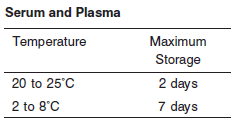 Serum and Plasma
Temperature Maximum
Storage
20 to 25°C 2 days
2 to 8°C 7 days